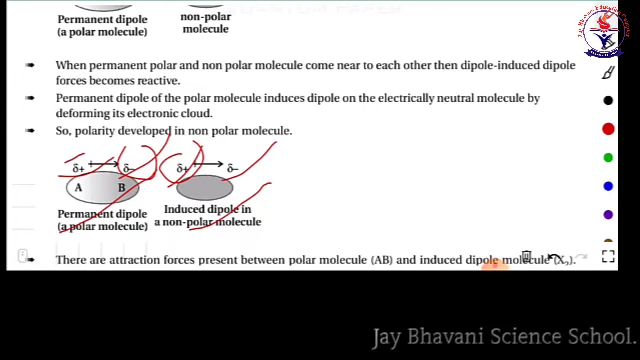 Permanent dipole
(a polar molecule)
non-polar
molecule
When permanent polar and non polar molecule come near to each other then dipole-induced dipole
forces becomes reactive.
Permanent dipole of the polar molecule induces dipole on the electrically neutral molecule by
deforming its electronic cloud.
So, polarity developed in non polar molecule.
δ+ δ– δ+ δ–
A B
Permanent dipole
(a polar molecule)
Induced dipole in
a non-polar molecule
There are attraction forces present between polar molecule (AB) and induced dipole molecule (X₂).
Jay Bhavani Science School.